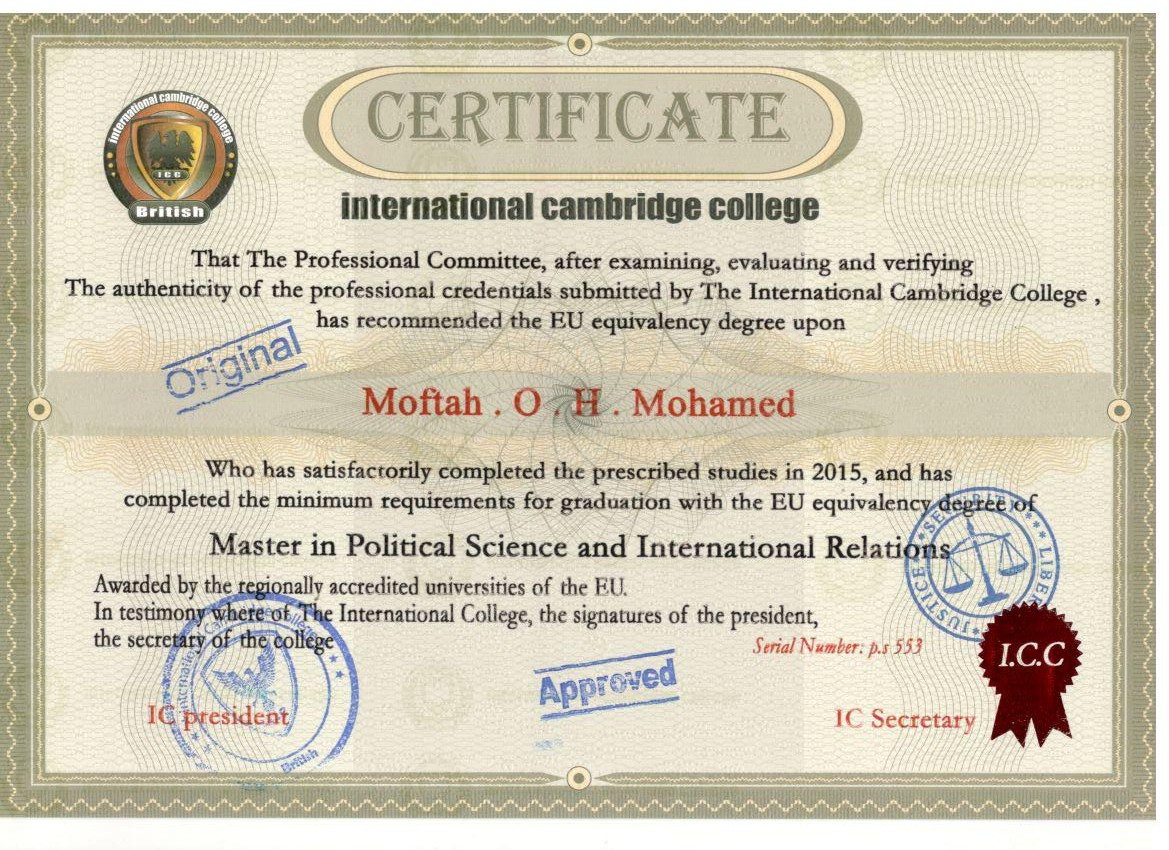 CERTIFICATE
international cambridge college
ICC
British
international cambridge college
That The Professional Committee, after examining, evaluating and verifying
The authenticity of the professional credentials submitted by The International Cambridge College ,
has recommended the EU equivalency degree upon
Original
Moftah . O . H . Mohamed
Who has satisfactorily completed the prescribed studies in 2015, and has
completed the minimum requirements for graduation with the EU equivalency degree of
Master in Political Science and International Relations
Awarded by the regionally accredited universities of the EU.
In testimony where of The International College, the signatures of the president,
the secretary of the college
Serial Number: p.s 553
I.C.C
Approved
IC president
IC Secretary
British
JUSTICE